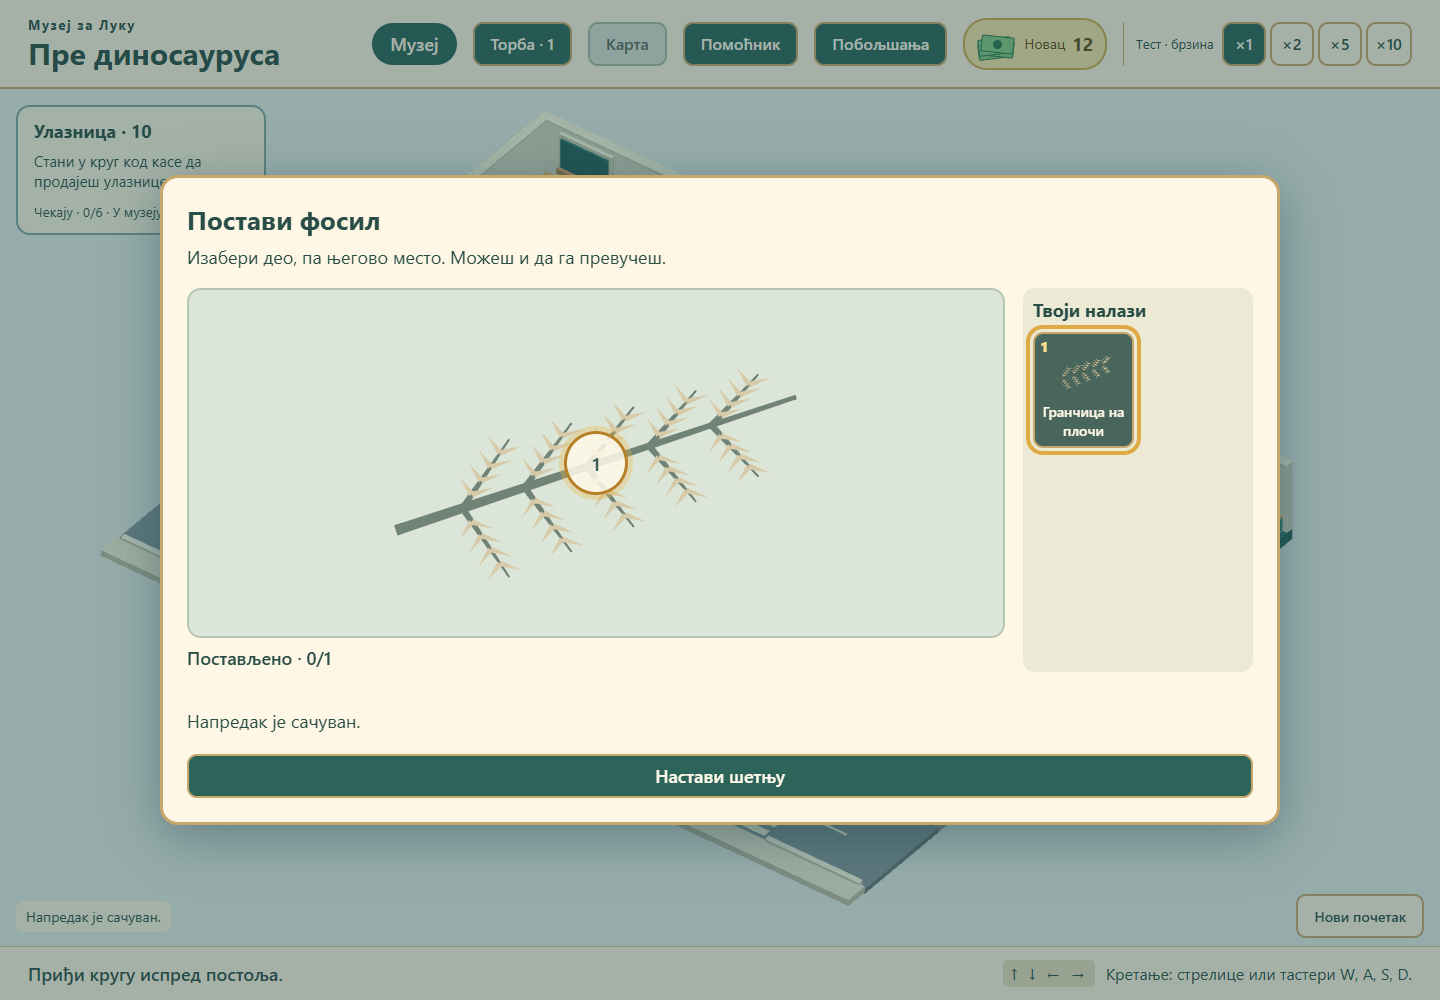 Музеј за Луку
Пре диносауруса
Музеј
Торба · 1
Карта
Помоћник
Побољшања
Новац 12
Тест · брзина
×1
×2
×5
×10
Улазница · 10
Стани у круг код касе да
продајеш улазнице
Чекају · 0/6 · У музеју
Постави фосил
Изабери део, па његово место. Можеш и да га превучеш.
1
Твоји налази
1
Гранчица на
плочи
Постављено · 0/1
Напредак је сачуван.
Настави шетњу
Напредак је сачуван.
Нови почетак
Приђи кругу испред постоља.
↑ ↓ ← → Кретање: стрелице или тастери W, A, S, D.